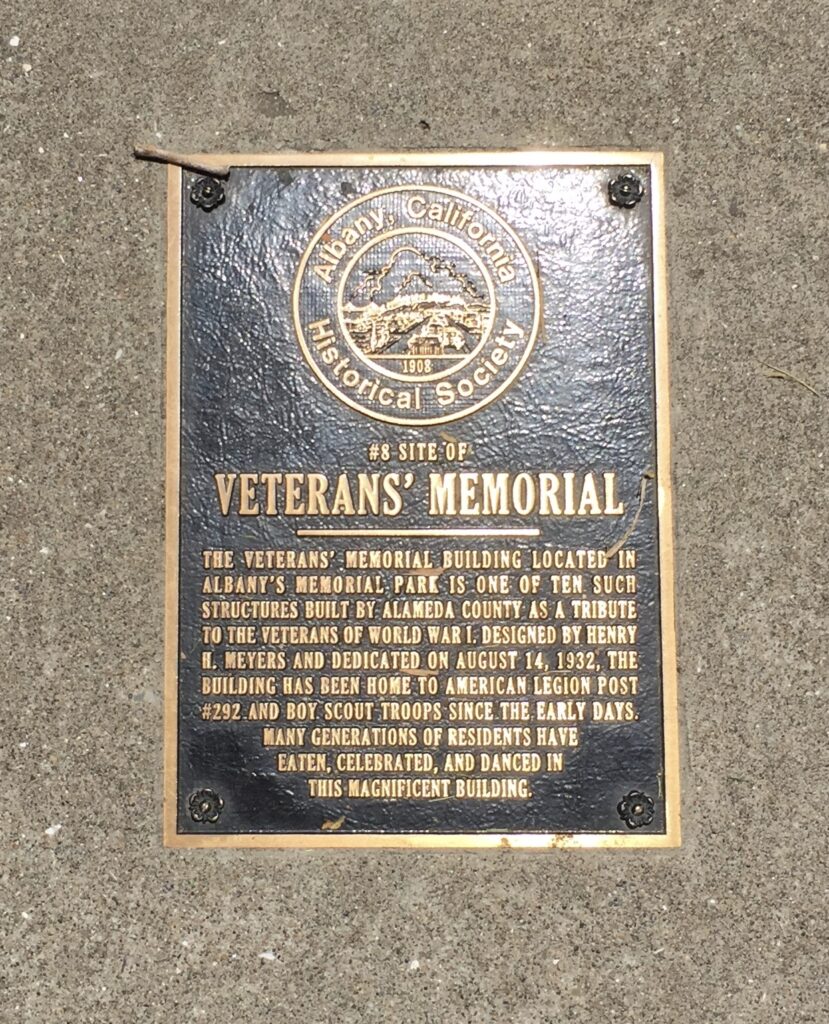 Albany, California
1908
Historical Society
#8 SITE OF
VETERANS' MEMORIAL
THE VETERANS' MEMORIAL BUILDING LOCATED IN
ALBANY'S MEMORIAL PARK IS ONE OF TEN SUCH
STRUCTURES BUILT BY ALAMEDA COUNTY AS A TRIBUTE
TO THE VETERANS OF WORLD WAR I. DESIGNED BY HENRY
H. MEYERS AND DEDICATED ON AUGUST 14, 1932, THE
BUILDING HAS BEEN HOME TO AMERICAN LEGION POST
#292 AND BOY SCOUT TROOPS SINCE THE EARLY DAYS.
MANY GENERATIONS OF RESIDENTS HAVE
EATEN, CELEBRATED, AND DANCED IN
THIS MAGNIFICENT BUILDING.